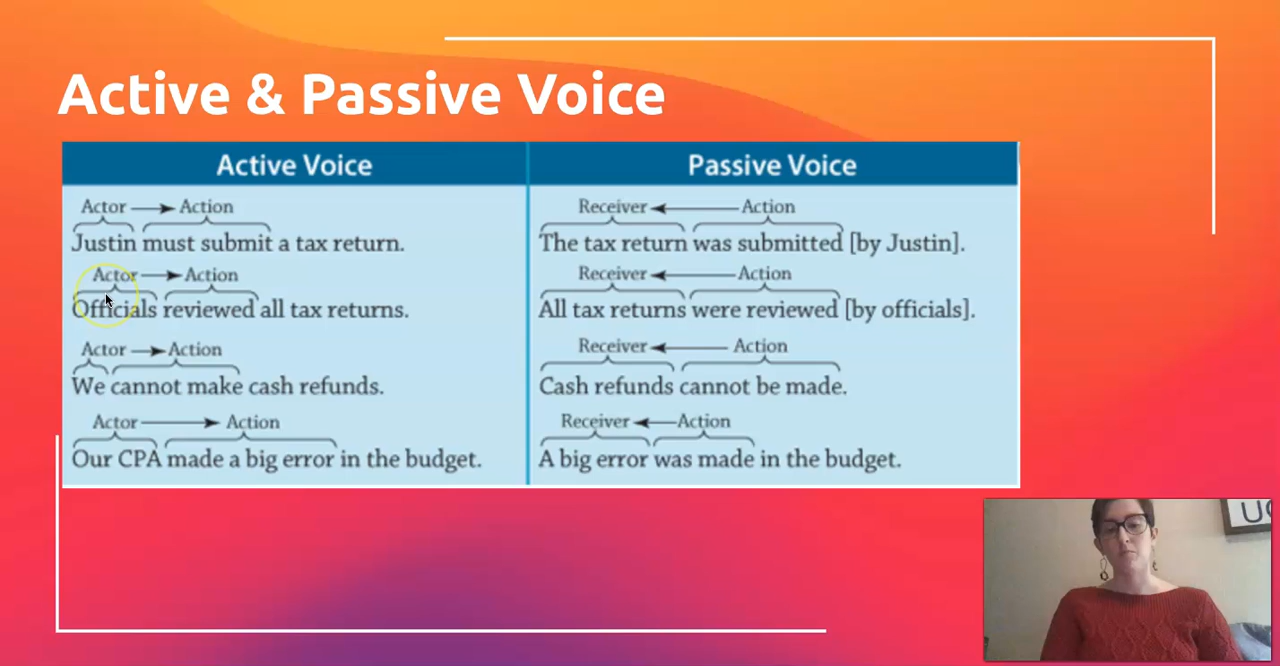 Active & Passive Voice
Active Voice
Passive Voice
Actor Action
Receiver Action
Justin must submit a tax return.
The tax return was submitted [by Justin].
Actor Action
Receiver Action
Officials reviewed all tax returns.
All tax returns were reviewed [by officials].
Actor Action
Receiver Action
We cannot make cash refunds.
Cash refunds cannot be made.
Actor Action
Receiver Action
Our CPA made a big error in the budget.
A big error was made in the budget.